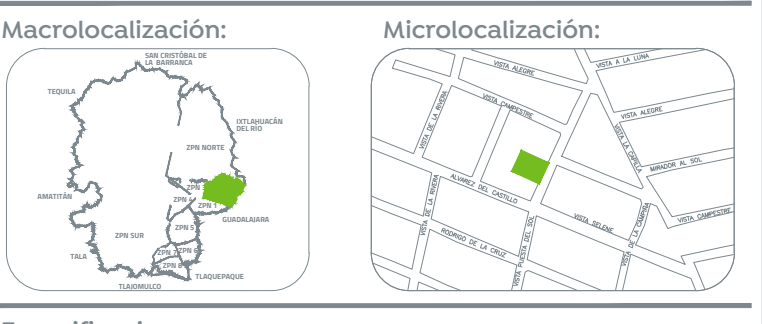 Macrolocalización:
Microlocalización:
SAN CRISTÓBAL DE
LA BARRANCA
TEQUILA
IXTLAHUACÁN
DEL RÍO
ZPN NORTE
ZPN 3
AMATITÁN
ZPN 4
ZPN 1
GUADALAJARA
ZPN SUR
ZPN 5
TALA
ZPN 7
ZPN 6
ZPN 8
TLAQUEPAQUE
TLAJOMULCO
VISTA ALEGRE
VISTA A LA LUNA
VISTA DE LA RIVERA
VISTA CAMPESTRE
VISTA ALEGRE
VISTA LA CAPILLA
MIRADOR AL SOL
ALVAREZ DEL CASTILLO
VISTA DE LA RIVERA
VISTA PUESTA DEL SOL
VISTA SELENE
VISTA DE LA CAMPIÑA
VISTA CAMPESTRE
RODRIGO DE LA CRUZ